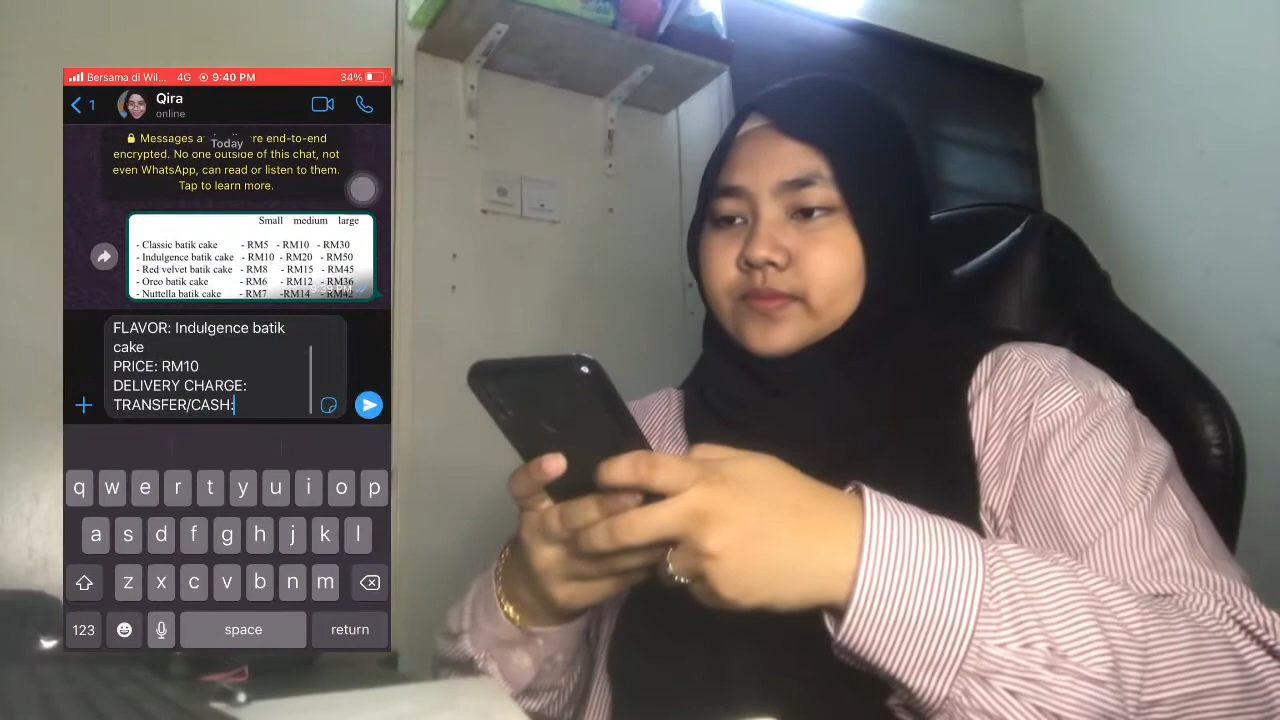 Bersama di Wil... 4G 9:40 PM 34%
1 Qira
online
Messages a re end-to-end
Today
encrypted. No one outside of this chat, not
even WhatsApp, can read or listen to them.
Tap to learn more.
Small medium large
- Classic batik cake - RM5 - RM10 - RM30
- Indulgence batik cake - RM10 - RM20 - RM50
- Red velvet batik cake - RM8 - RM15 - RM45
- Oreo batik cake - RM6 - RM12 - RM36
- Nuttella batik cake - RM7 -RM14 - RM42
FLAVOR: Indulgence batik
cake
PRICE: RM10
DELIVERY CHARGE:
TRANSFER/CASH:
q w e r t y u i o p
a s d f g h j k l
z x c v b n m
123 space return